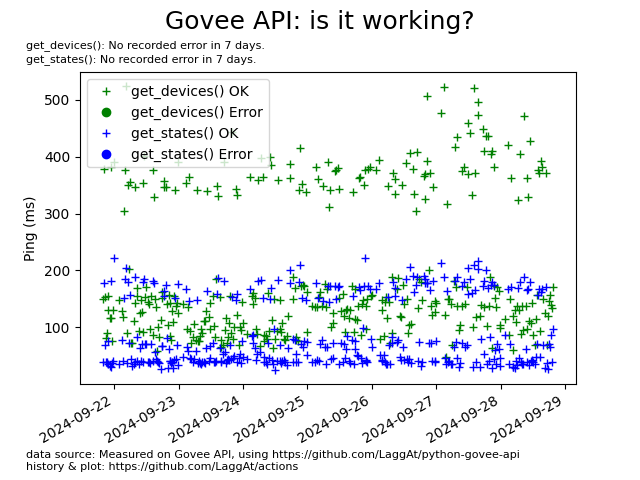 Govee API: is it working?
get_devices(): No recorded error in 7 days.
get_states(): No recorded error in 7 days.
get_devices() OK
get_devices() Error
get_states() OK
get_states() Error
Ping (ms)
500
400
300
200
100
2024-09-22
2024-09-23
2024-09-24
2024-09-25
2024-09-26
2024-09-27
2024-09-28
2024-09-29
data source: Measured on Govee API, using https://github.com/LaggAt/python-govee-api
history & plot: https://github.com/LaggAt/actions